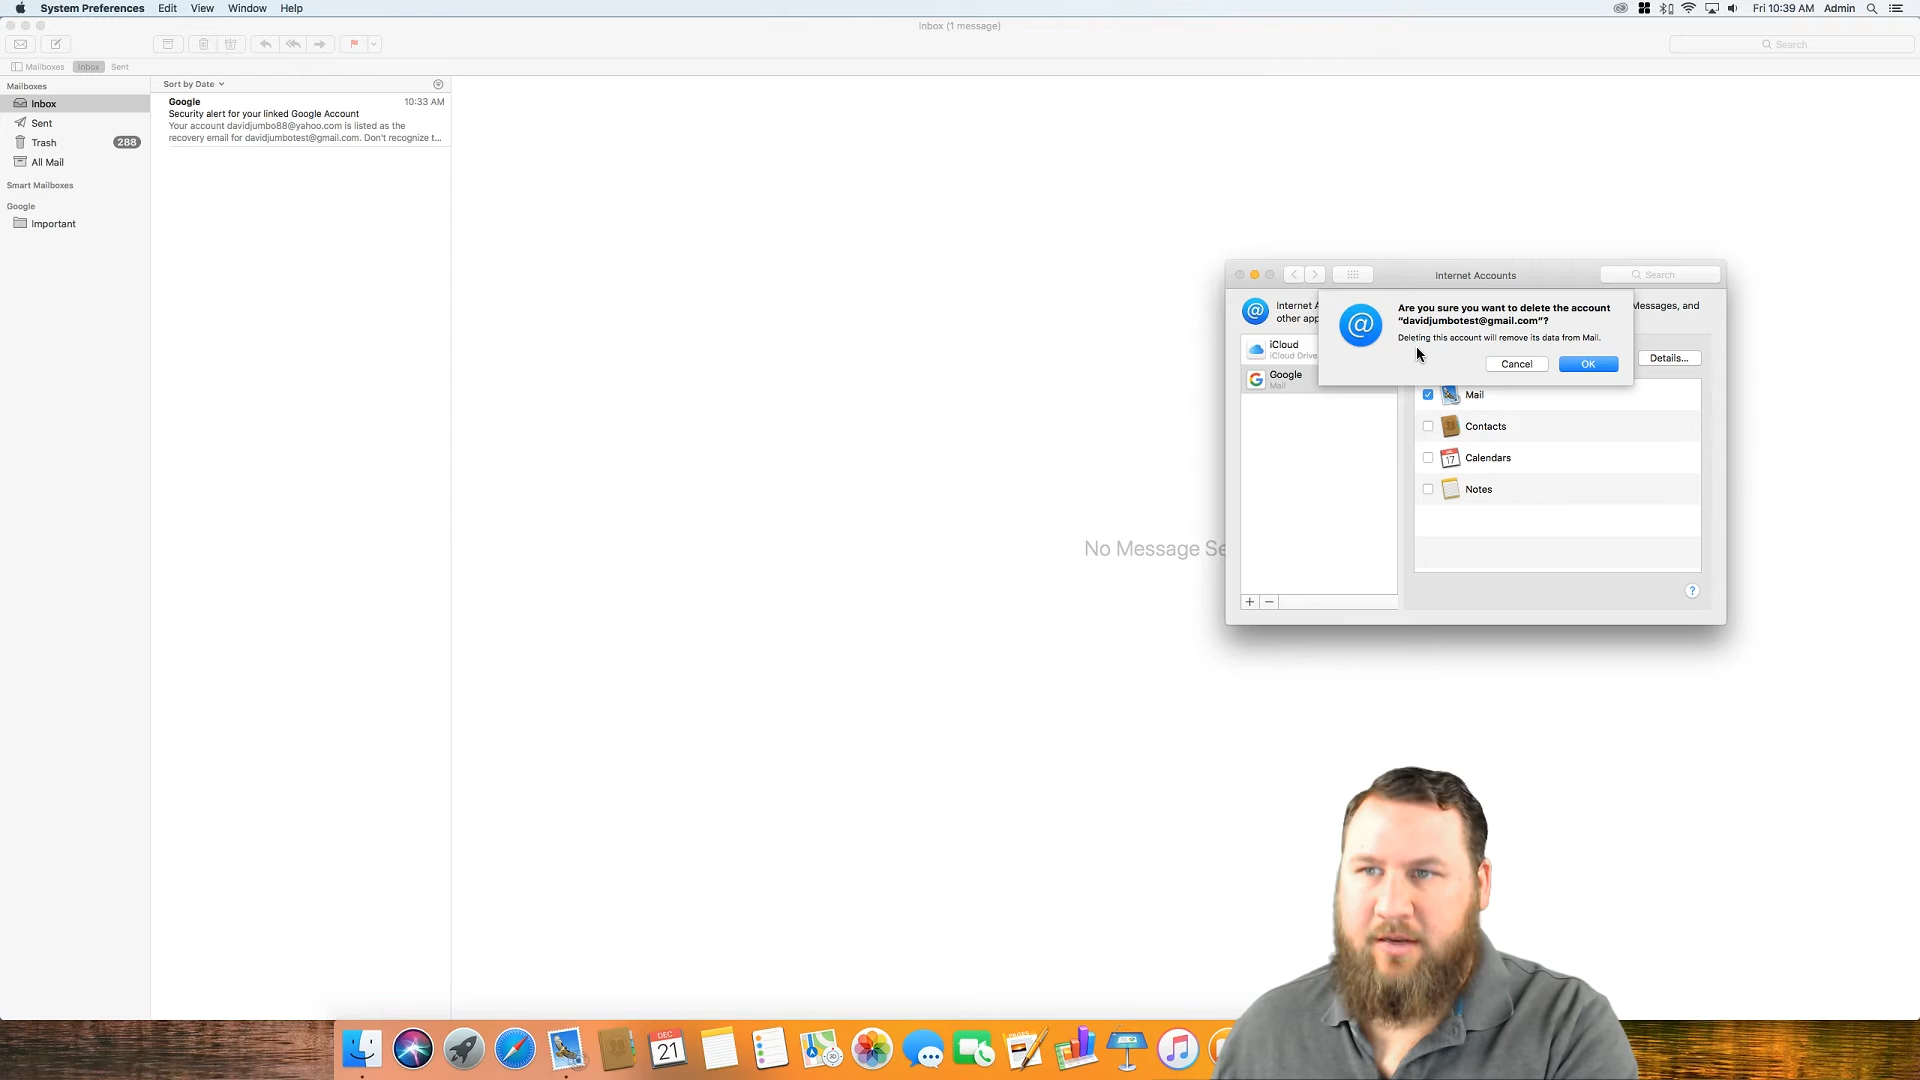 System Preferences Edit View Window Help
Fri 10:39 AM Admin
Inbox (1 message)
Search
Mailboxes Inbox Sent
Mailboxes
Inbox
Sent
Trash 288
All Mail
Smart Mailboxes
Google
Important
Sort by Date
Google 10:33 AM
Security alert for your linked Google Account
Your account davidjumbo88@yahoo.com is listed as the
recovery email for davidjumbotest@gmail.com. Don't recognize t...
No Message Se
Internet Accounts
Search
Internet A
other app
Messages, and
Are you sure you want to delete the account
“davidjumbotest@gmail.com”?
Deleting this account will remove its data from Mail.
Cancel OK
iCloud
iCloud Drive
Google
Mail
Details...
Mail
Contacts
17 Calendars
Notes
+ −
?
DEC
21
3D
PAGES